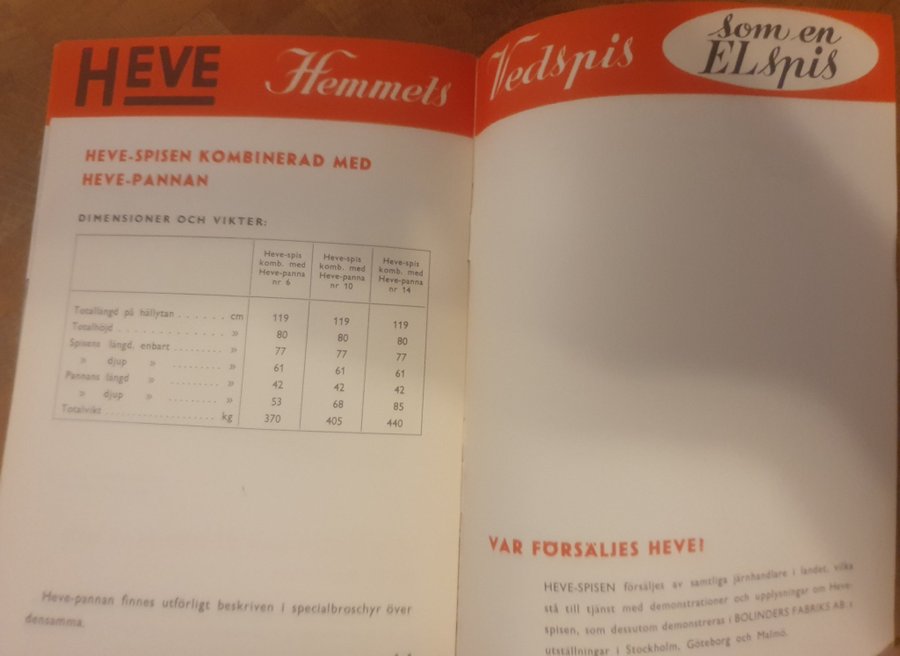 HEVE Hemmets Vedspis som en
ELspis
HEVE-SPISEN KOMBINERAD MED
HEVE-PANNAN
DIMENSIONER OCH VIKTER:
Heve-spis komb. med Heve-panna nr 6
Heve-spis komb. med Heve-panna nr 10
Heve-spis komb. med Heve-panna nr 14
Totallängd på hällytan . . . . . . cm 119 119 119
Totalhöjd . . . . . . . . . . . . . » 80 80 80
Spisens längd, enbart . . . . . . . . . » 77 77 77
» djup » . . . . . . . . . » 61 61 61
Pannans längd » . . . . . . . . . » 42 42 42
» djup » . . . . . . . . . » 53 68 85
Totalvikt . . . . . . . . . . . . . . . . . kg 370 405 440
Heve-pannan finnes utförligt beskriven i specialbroschyr över
densamma.
VAR FÖRSÄLJES HEVE?
HEVE-SPISEN försäljes av samtliga järnhandlare i landet, vilka
stå till tjänst med demonstrationer och upplysningar om Heve-
spisen, som dessutom demonstreras i BOLINDERS FABRIKS AB:s
utställningar i Stockholm, Göteborg och Malmö.